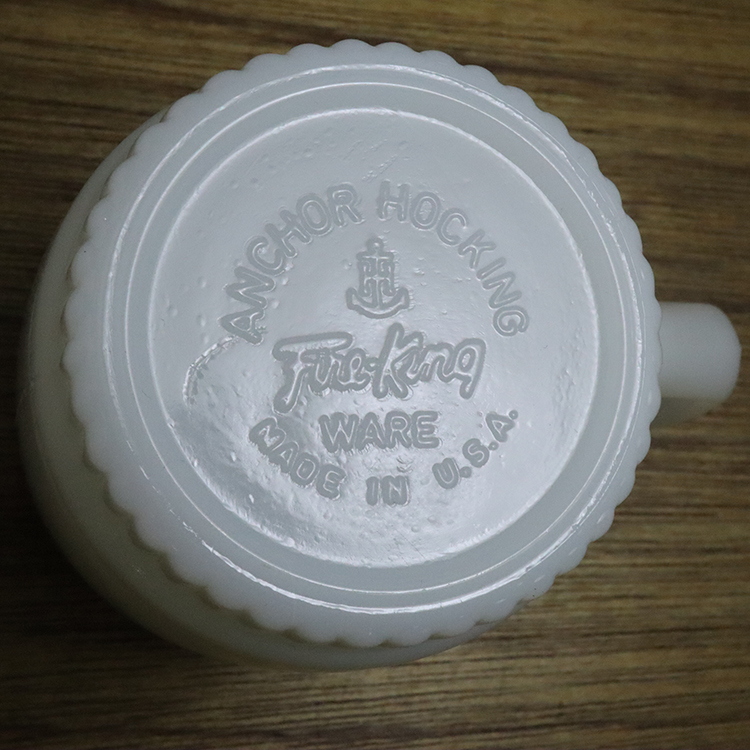 ANCHOR HOCKING
Fire-King
WARE
MADE IN U.S.A.